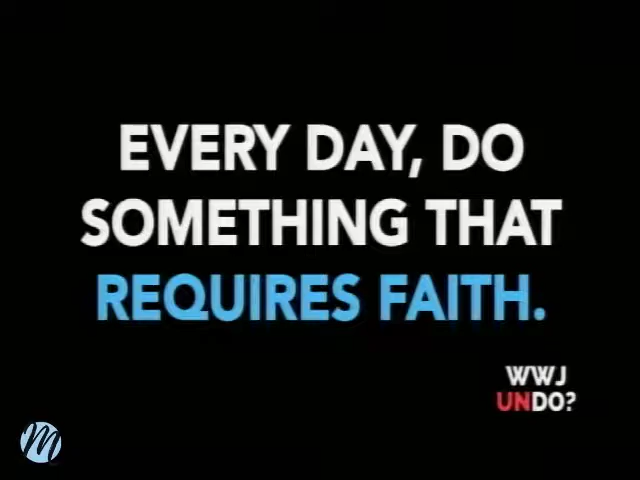 EVERY DAY, DO
SOMETHING THAT
REQUIRES FAITH.
WWJ
UNDO?
M